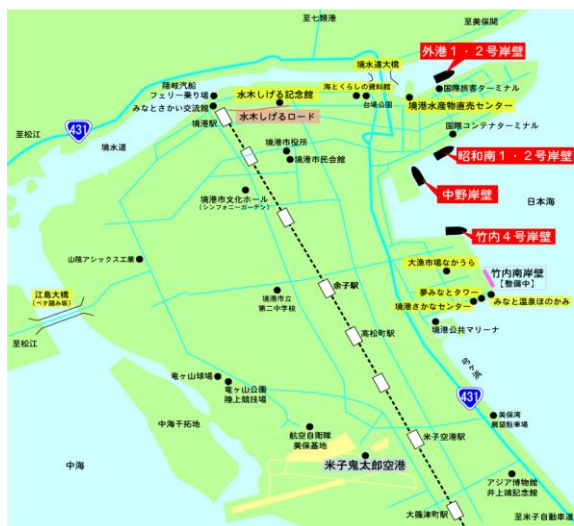 至七類港
至美保関
外港1・2号岸壁
境水道大橋
隠岐汽船
フェリー乗り場
水木しげる記念館
海とくらしの資料館
国際旅客ターミナル
みなとさかい交流館
台場公園
境港水産物直売センター
境港駅
水木しげるロード
至松江
431
境水道
国際コンテナターミナル
境港市役所
境港市民会館
昭和南1・2号岸壁
中野岸壁
境港市文化ホール
(シンフォニーガーデン)
日本海
竹内4号岸壁
山陰アシックス工業
大漁市場なかうら
竹内南岸壁
【整備中】
余子駅
夢みなとタワー
江島大橋
(ベタ踏み坂)
境港市立
第二中学校
境港さかなセンター
みなと温泉ほのかみ
至松江
高松町駅
境港公共マリーナ
弓ヶ浜
竜ヶ山球場
竜ヶ山公園
陸上競技場
431
中海干拓地
美保湾
展望駐車場
航空自衛隊
美保基地
米子空港駅
中海
米子鬼太郎空港
アジア博物館
井上靖記念館
大篠津町駅
至米子自動車道